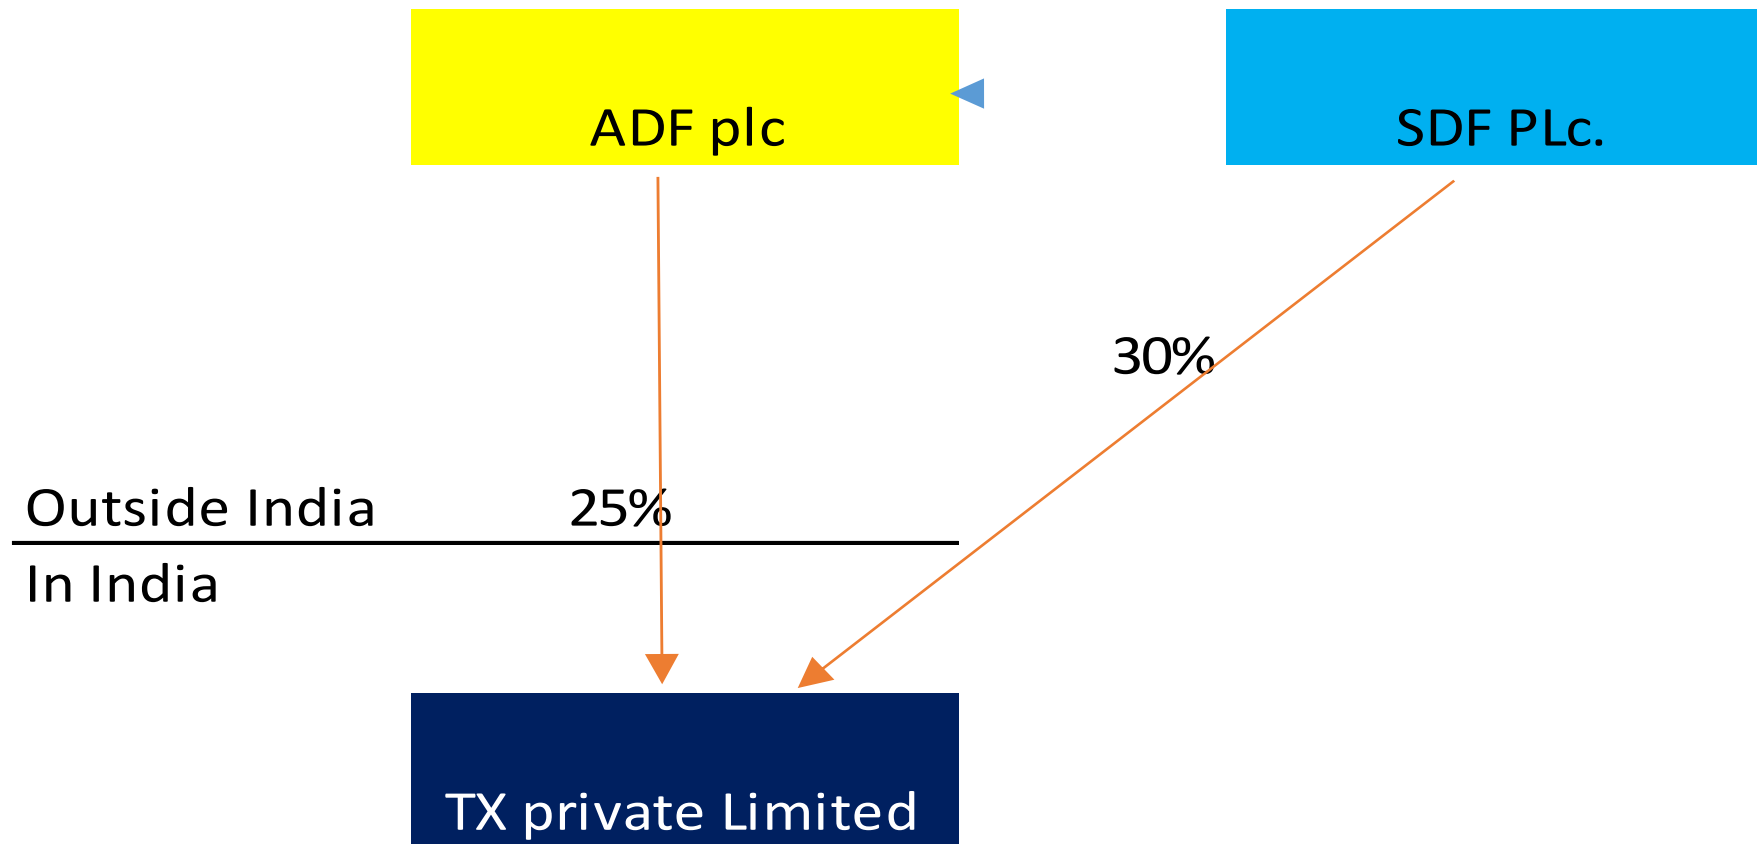 ADF plc
SDF PLc.
30%
Outside India
25%
In India
TX private Limited